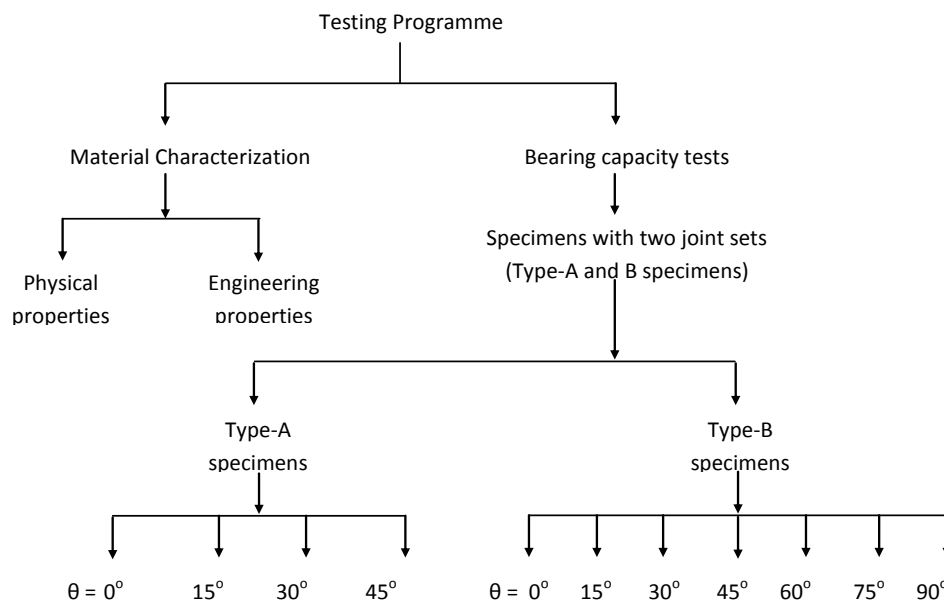 Testing Programme
Material Characterization
Bearing capacity tests
Specimens with two joint sets
(Type-A and B specimens)
Physical
properties
Engineering
properties
Type-A
specimens
Type-B
specimens
θ = 0° 15° 30° 45°
θ = 0° 15° 30° 45° 60° 75° 90°